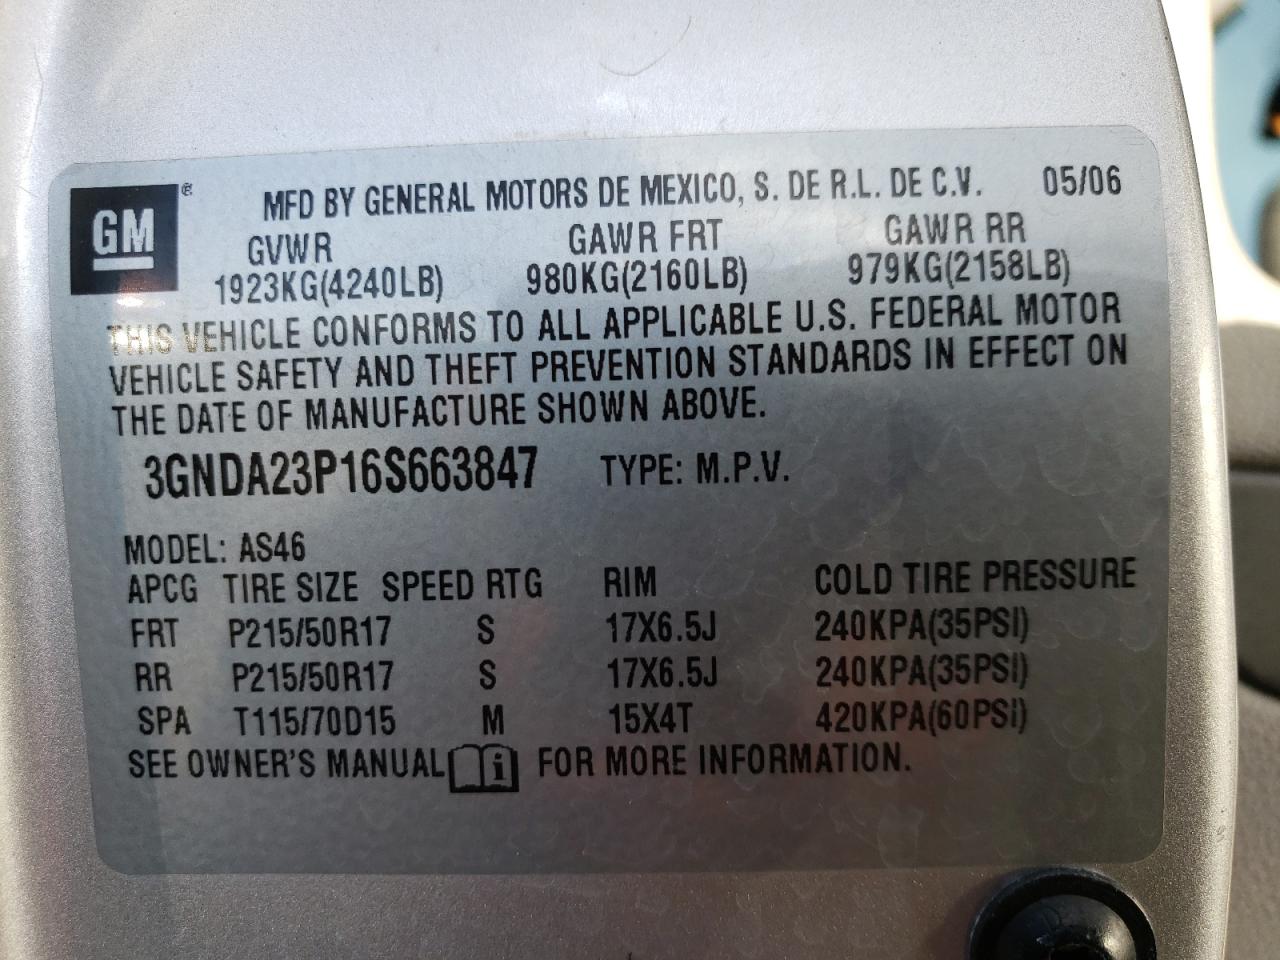 GM ®
MFD BY GENERAL MOTORS DE MEXICO, S. DE R.L. DE C.V. 05/06
GVWR GAWR FRT GAWR RR
1923KG(4240LB) 980KG(2160LB) 979KG(2158LB)
THIS VEHICLE CONFORMS TO ALL APPLICABLE U.S. FEDERAL MOTOR
VEHICLE SAFETY AND THEFT PREVENTION STANDARDS IN EFFECT ON
THE DATE OF MANUFACTURE SHOWN ABOVE.
3GNDA23P16S663847 TYPE: M.P.V.
MODEL: AS46
APCG TIRE SIZE SPEED RTG RIM COLD TIRE PRESSURE
FRT P215/50R17 S 17X6.5J 240KPA(35PSI)
RR P215/50R17 S 17X6.5J 240KPA(35PSI)
SPA T115/70D15 M 15X4T 420KPA(60PSI)
SEE OWNER'S MANUAL i FOR MORE INFORMATION.